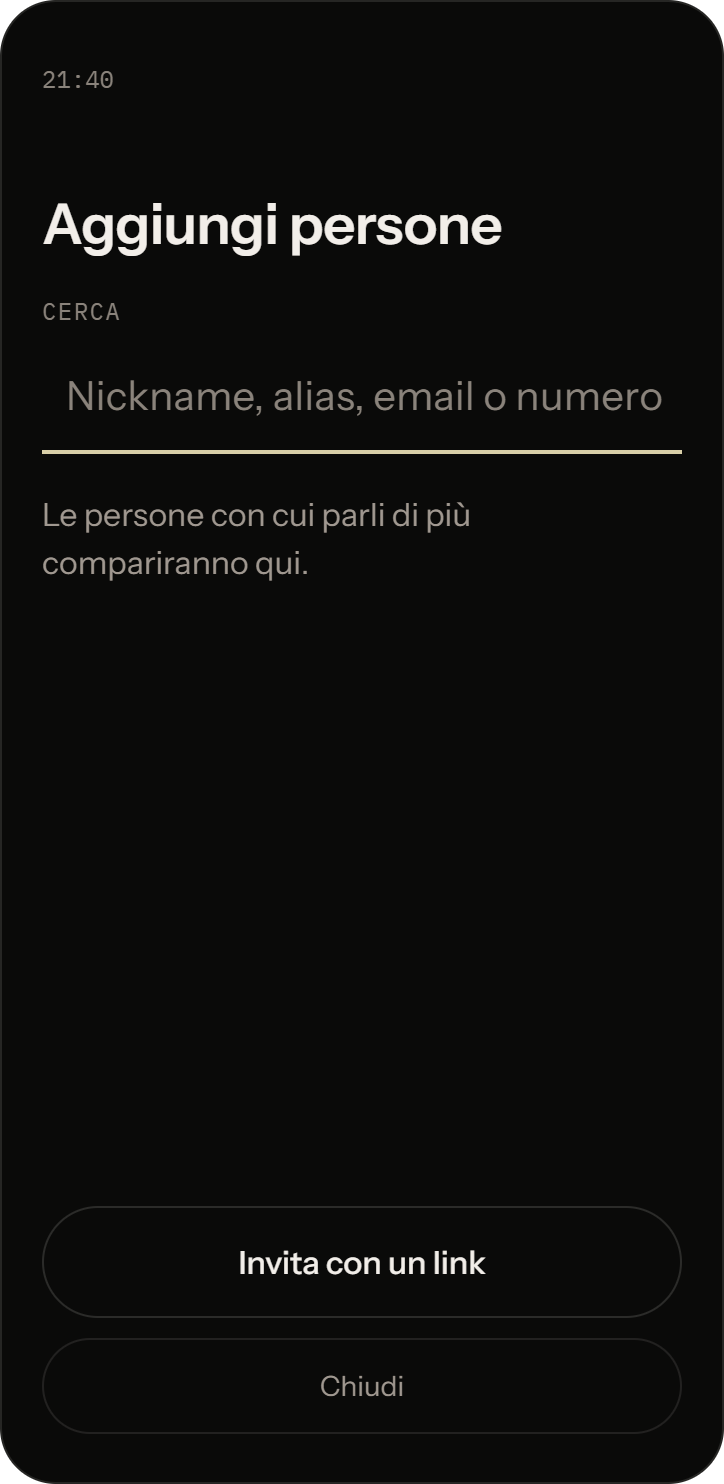 21:40
Aggiungi persone
CERCA
Nickname, alias, email o numero
Le persone con cui parli di più
compariranno qui.
Invita con un link
Chiudi